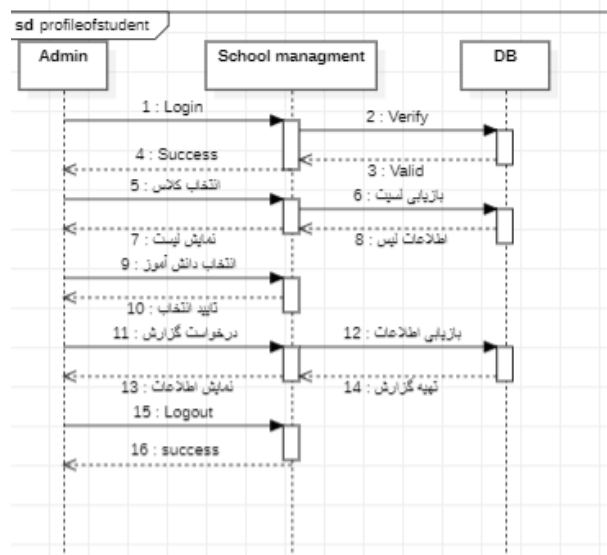 sd profileofstudent
Admin
School managment
DB
1 : Login
2 : Verify
3 : Valid
4 : Success
5 : انتخاب کلاس
6 : بازیابی لسیت
7 : نمایش لیست
8 : اطلاعات لیس
9 : انتخاب دانش آموز
10 : تایید انتخاب
11 : درخواست گزارش
12 : بازیابی اطلاعات
13 : نمایش اطلاعات
14 : تهیه گزارش
15 : Logout
16 : success